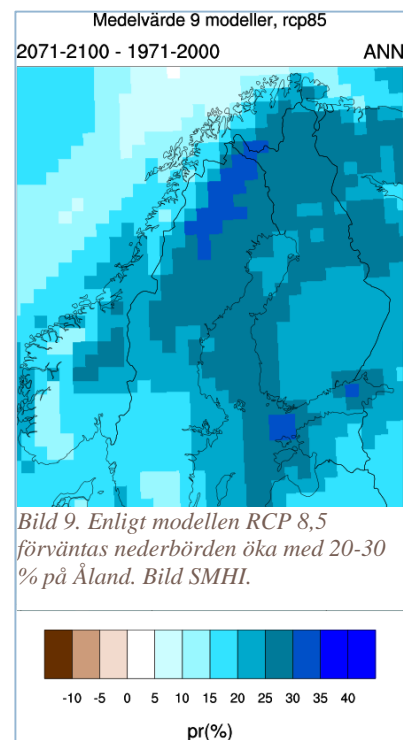 Medelvärde 9 modeller, rcp85
2071-2100 - 1971-2000 ANN
Bild 9. Enligt modellen RCP 8,5
förväntas nederbörden öka med 20-30
% på Åland. Bild SMHI.
-10 -5 0 5 10 15 20 25 30 35 40
pr(%)